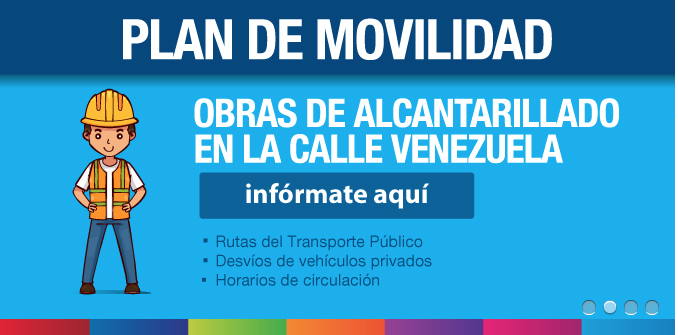 PLAN DE MOVILIDAD
OBRAS DE ALCANTARILLADO
EN LA CALLE VENEZUELA
infórmate aquí
▪ Rutas del Transporte Público
▪ Desvíos de vehículos privados
▪ Horarios de circulación